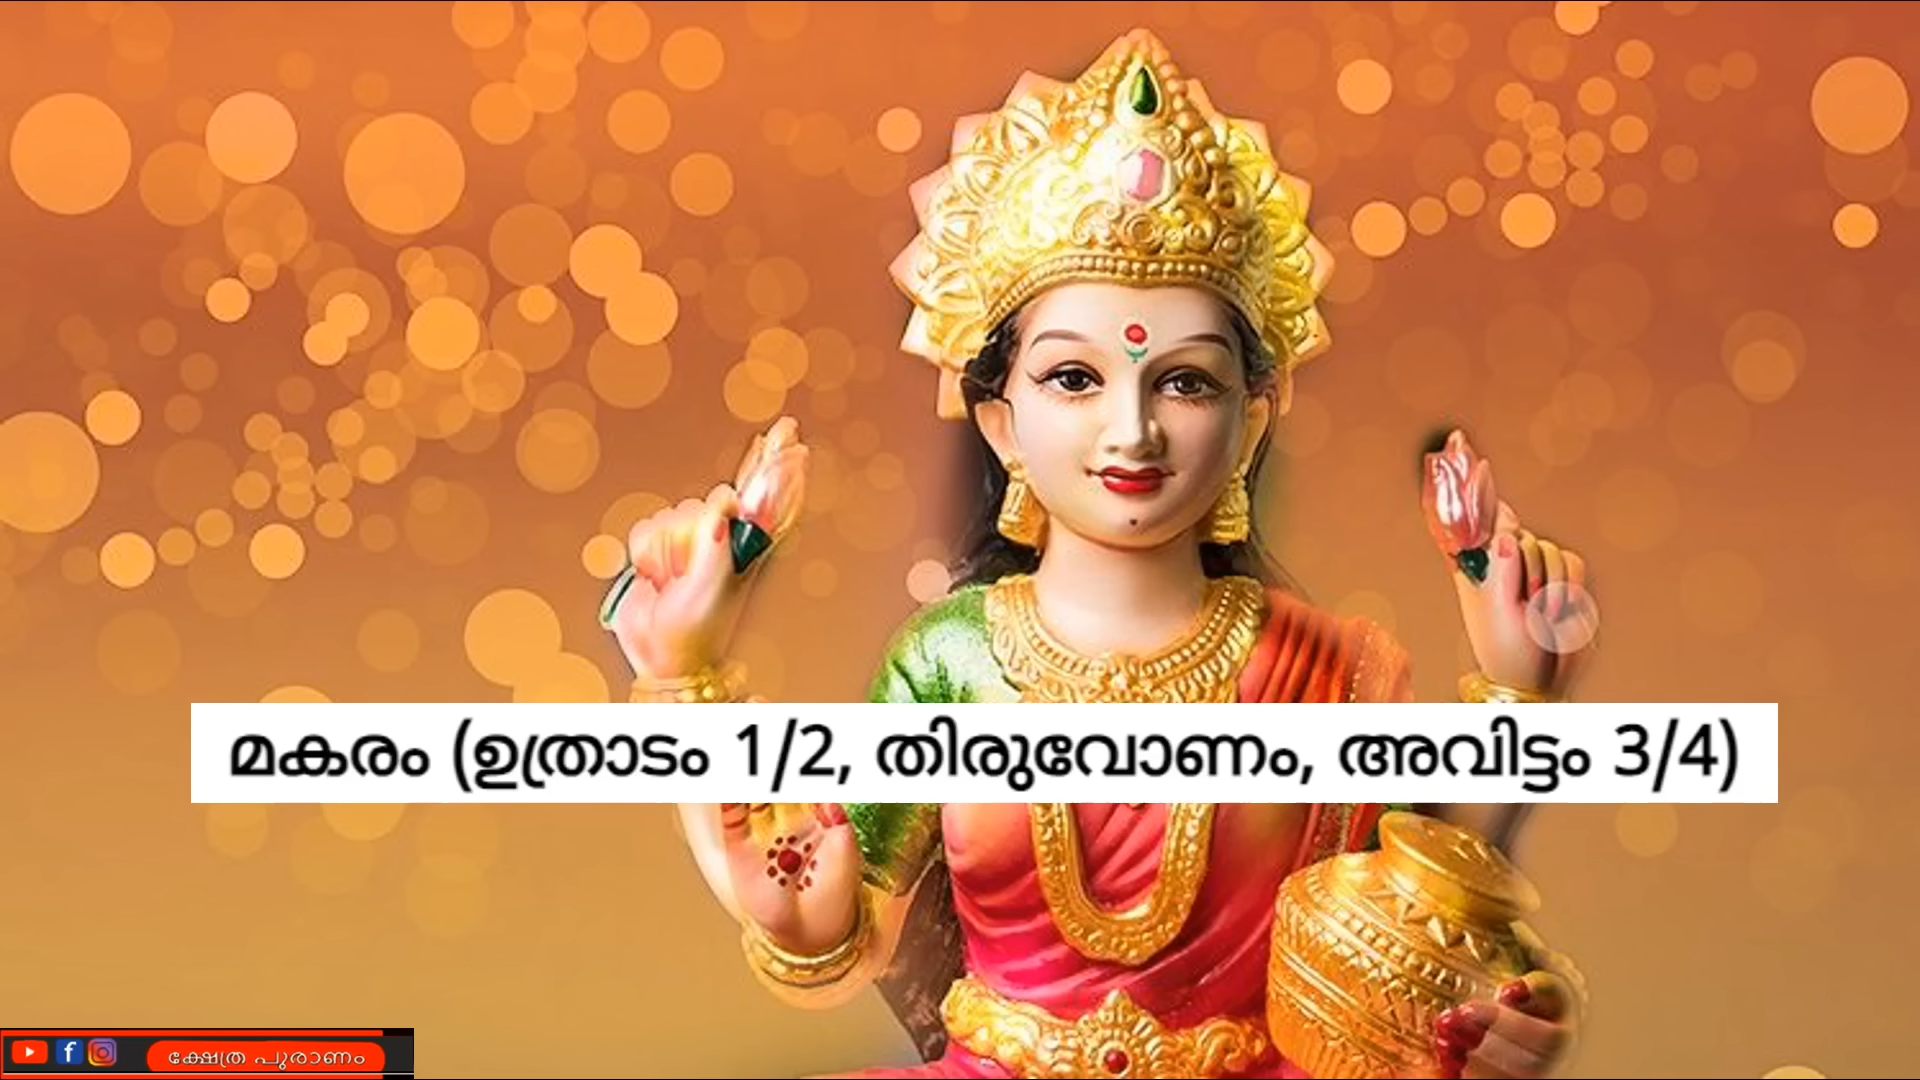 മകരം (ഉത്രാടം 1/2, തിരുവോണം, അവിട്ടം 3/4)
ക്ഷേത്ര പുരാണം